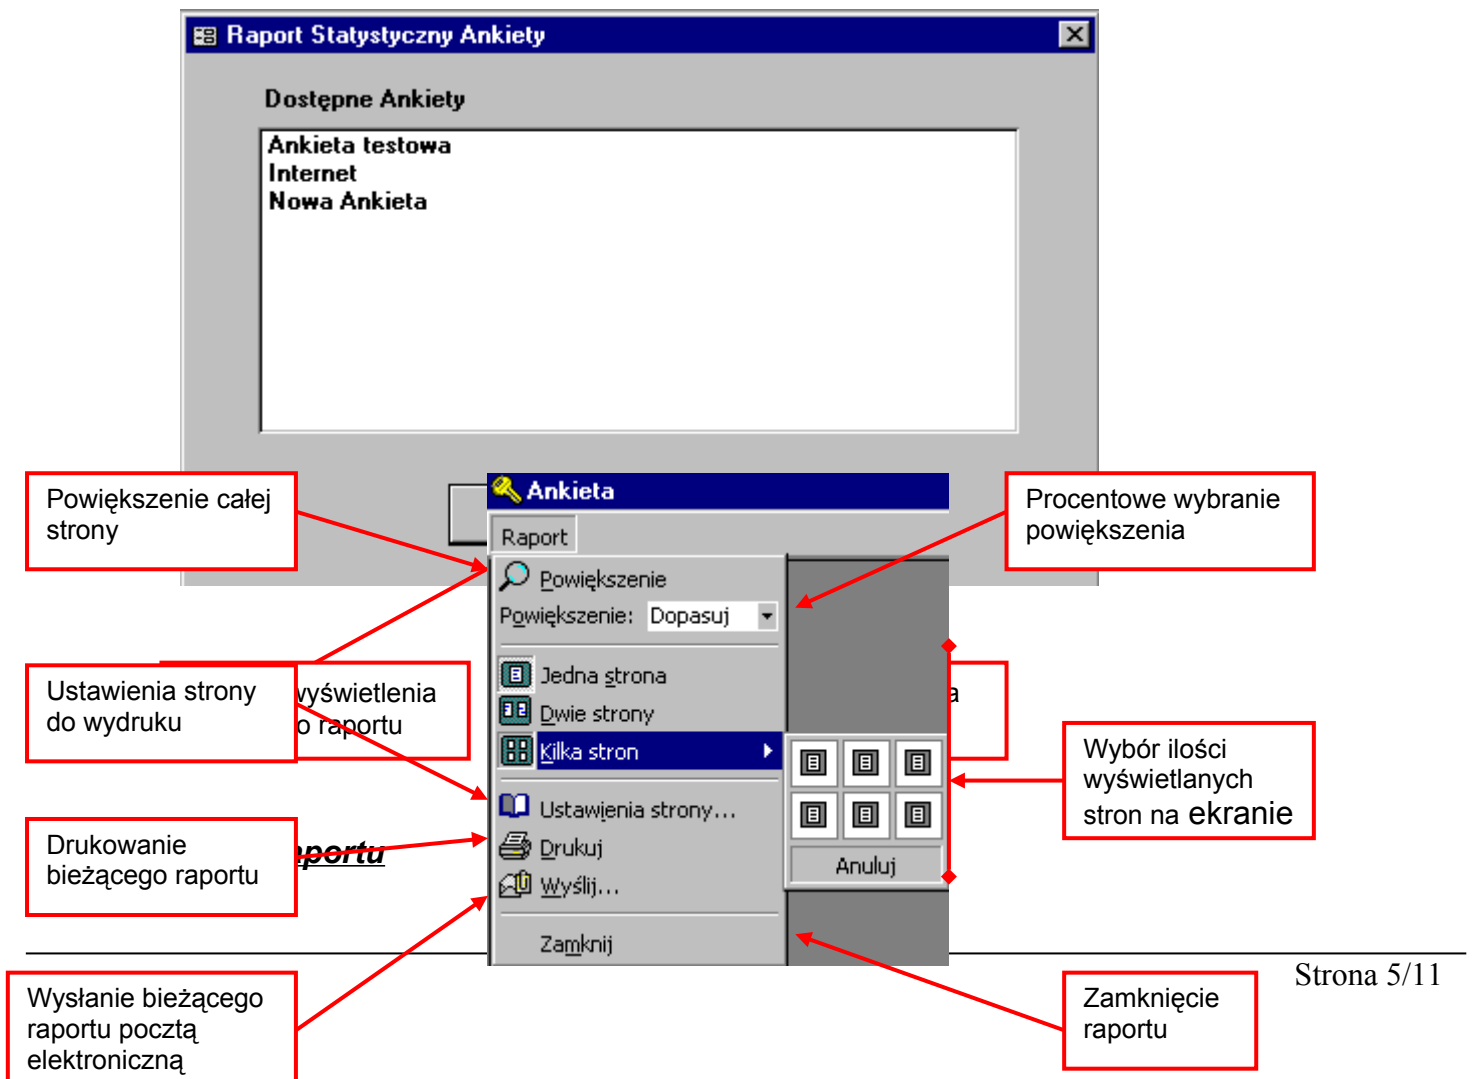 Raport Statystyczny Ankiety
Dostępne Ankiety
Ankieta testowa
Internet
Nowa Ankieta
Powiększenie całej
strony
Ankieta
Raport
Procentowe wybranie
powiększenia
Powiększenie
Powiększenie: Dopasuj
Ustawienia strony
do wydruku
wyświetlenia
raportu
Jedna strona
Dwie strony
Kilka stron
Wybór ilości
wyświetlanych
stron na ekranie
Ustawienia strony...
Drukuj
Wyślij...
Anuluj
Drukowanie
bieżącego raportu
Zamknij
Strona 5/11
Wysłanie bieżącego
raportu pocztą
elektroniczną
Zamknięcie
raportu